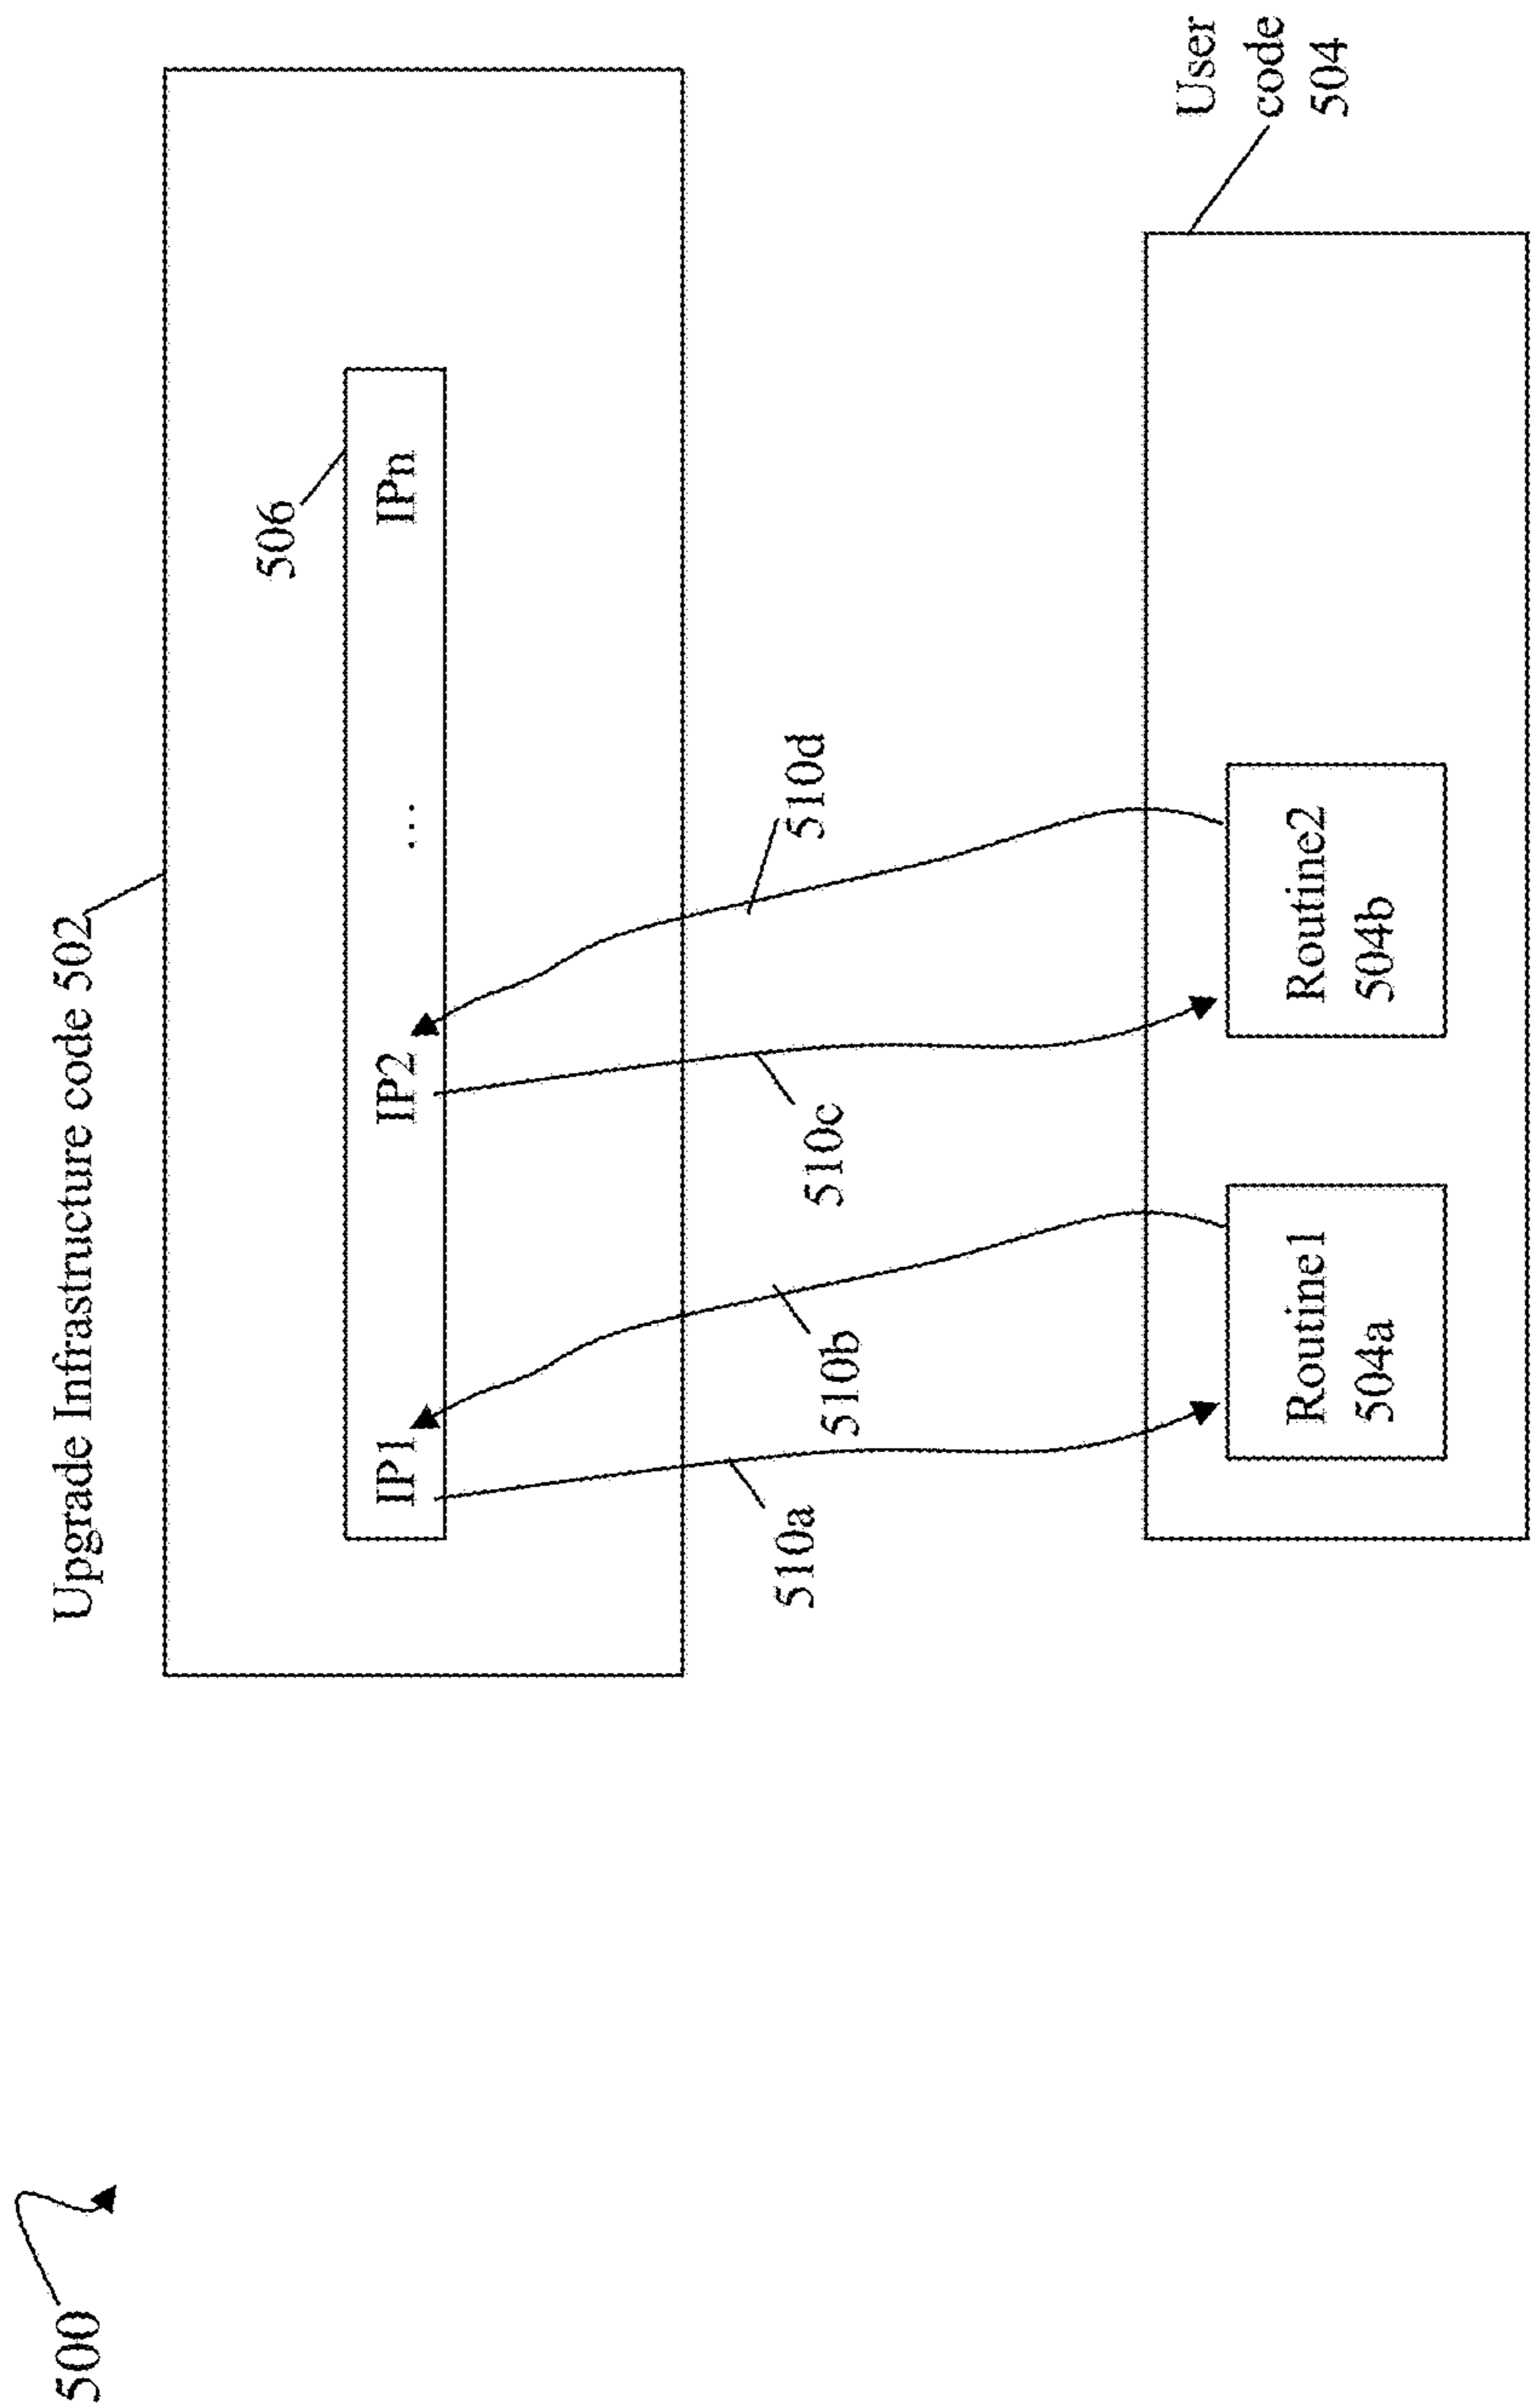 500
Upgrade Infrastructure code 502
506
IP1 IP2 ... IPn
510a
510b
510c
510d
User
code
504
Routine1
504a
Routine2
504b